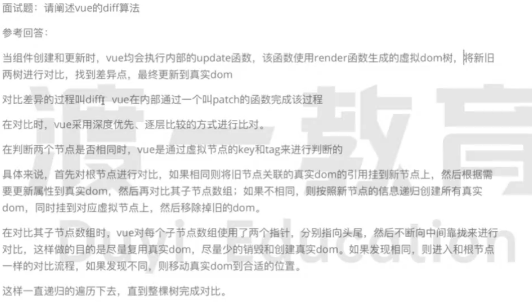 面试题：请阐述vue的diff算法
参考回答：
当组件创建和更新时，vue均会执行内部的update函数，该函数使用render函数生成的虚拟dom树，将新旧
两树进行对比，找到差异点，最终更新到真实dom
对比差异的过程叫diff，vue在内部通过一个叫patch的函数完成该过程
在对比时，vue采用深度优先、逐层比较的方式进行比对。
在判断两个节点是否相同时，vue是通过虚拟节点的key和tag来进行判断的
具体来说，首先对根节点进行对比，如果相同则将旧节点关联的真实dom的引用挂到新节点上，然后根据需
要更新属性到真实dom，然后再对比其子节点数组；如果不相同，则按照新节点的信息递归创建所有真实
dom，同时挂到对应虚拟节点上，然后移除掉旧的dom。
在对比其子节点数组时，vue对每个子节点数组使用了两个指针，分别指向头尾，然后不断向中间靠拢来进行
对比，这样做的目的是尽量复用真实dom，尽量少的销毁和创建真实dom。如果发现相同，则进入和根节点
一样的对比流程，如果发现不同，则移动真实dom到合适的位置。
这样一直递归的遍历下去，直到整棵树完成对比。
渡一教育
Duyi Education